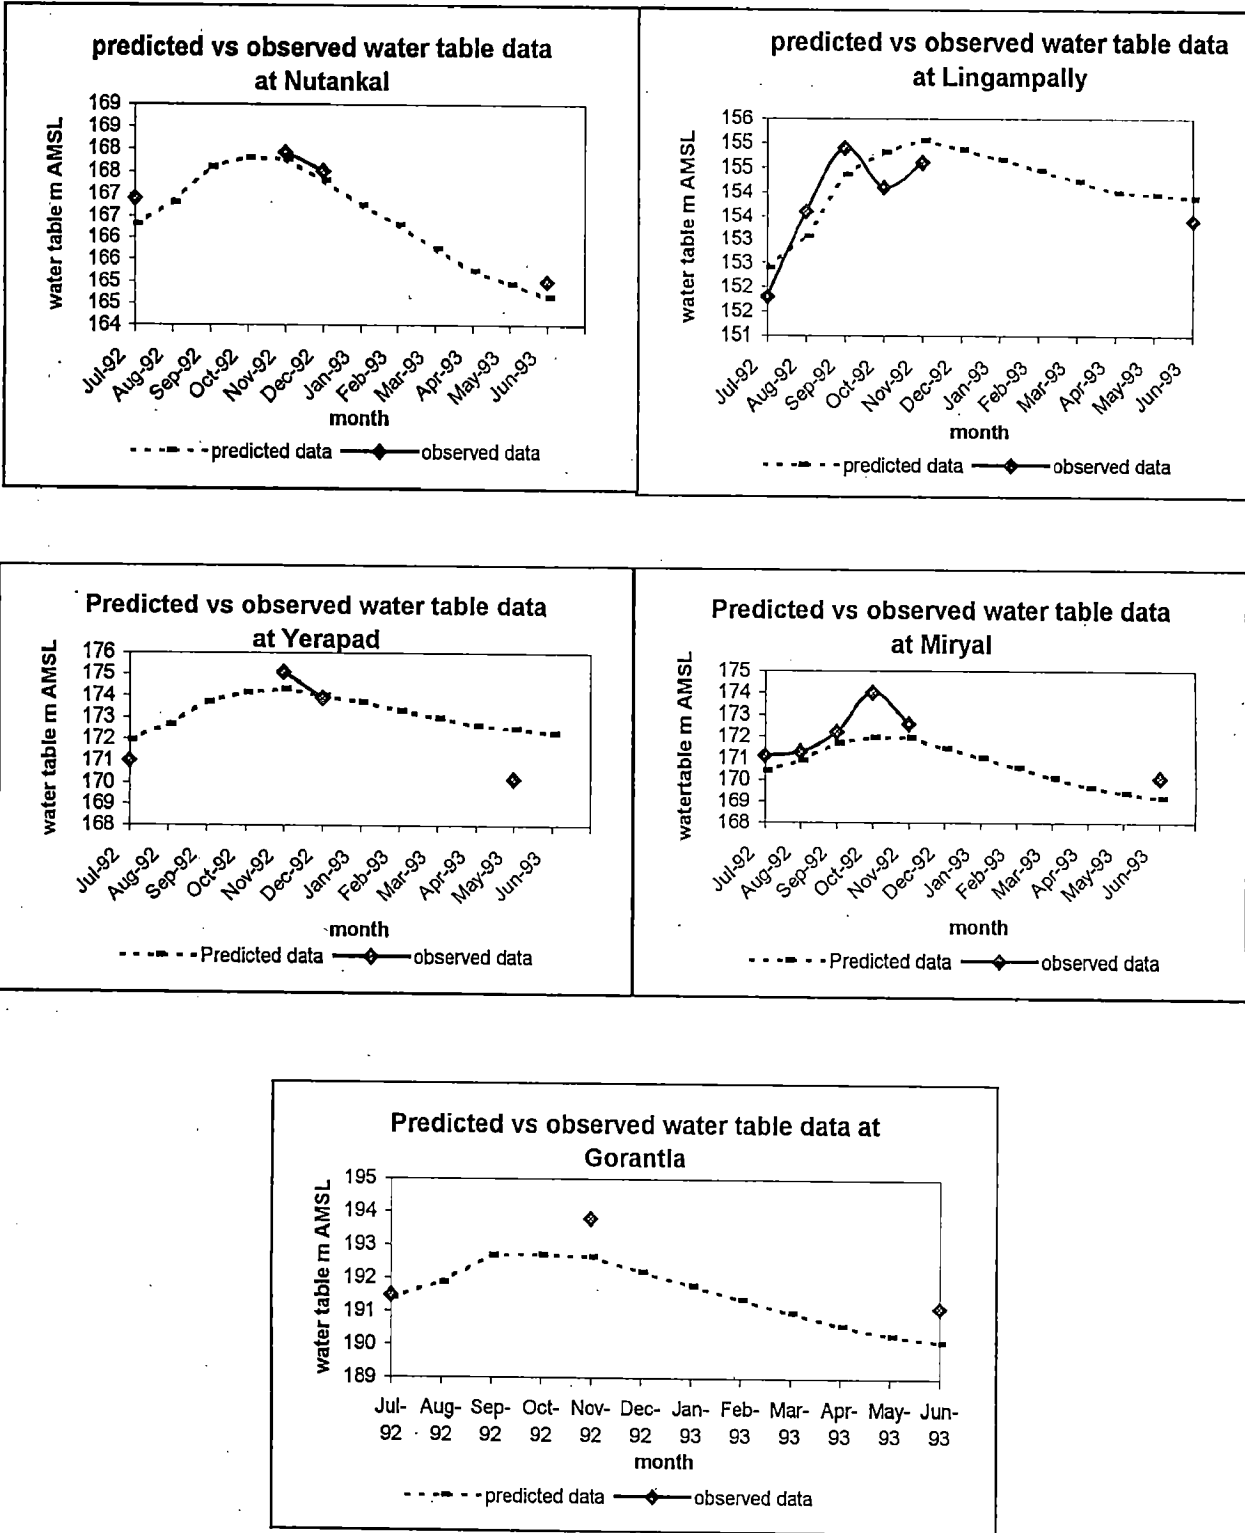 predicted vs observed water table data
at Nutankal
water table m AMSL
169
169
168
168
167
167
166
166
165
165
164
Jul-92
Aug-92
Sep-92
Oct-92
Nov-92
Dec-92
Jan-93
Feb-93
Mar-93
Apr-93
May-93
Jun-93
month
predicted data
observed data
predicted vs observed water table data
at Lingampally
water table m AMSL
156
155
155
154
154
153
153
152
152
151
Jul-92
Aug-92
Sep-92
Oct-92
Nov-92
Dec-92
Jan-93
Feb-93
Mar-93
Apr-93
May-93
Jun-93
month
predicted data
observed data
Predicted vs observed water table data
at Yerapad
water table m AMSL
176
175
174
173
172
171
170
169
168
Jul-92
Aug-92
Sep-92
Oct-92
Nov-92
Dec-92
Jan-93
Feb-93
Mar-93
Apr-93
May-93
Jun-93
month
Predicted data
observed data
Predicted vs observed water table data
at Miryal
watertable m AMSL
175
174
173
172
171
170
169
168
Jul-92
Aug-92
Sep-92
Oct-92
Nov-92
Dec-92
Jan-93
Feb-93
Mar-93
Apr-93
May-93
Jun-93
month
Predicted data
observed data
Predicted vs observed water table data at
Gorantla
water table m AMSL
195
194
193
192
191
190
189
Jul- Aug- Sep- Oct- Nov- Dec- Jan- Feb- Mar- Apr- May- Jun-
92 92 92 92 92 92 93 93 93 93 93 93
month
predicted data
observed data